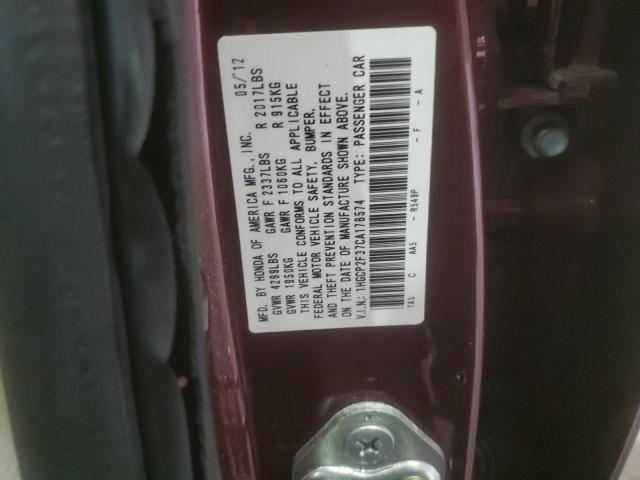 MFD. BY HONDA OF AMERICA MFG., INC. 05/'12
GVWR 4299LBS GAWR F 2337LBS R 2017LBS
GVWR 1950KG GAWR F 1060KG R 915KG
THIS VEHICLE CONFORMS TO ALL APPLICABLE
FEDERAL MOTOR VEHICLE SAFETY, BUMPER,
AND THEFT PREVENTION STANDARDS IN EFFECT
ON THE DATE OF MANUFACTURE SHOWN ABOVE.
V.I.N.: 1HGCP2F37CA178574 TYPE: PASSENGER CAR
TA5 C AA5 - R548P - F - A